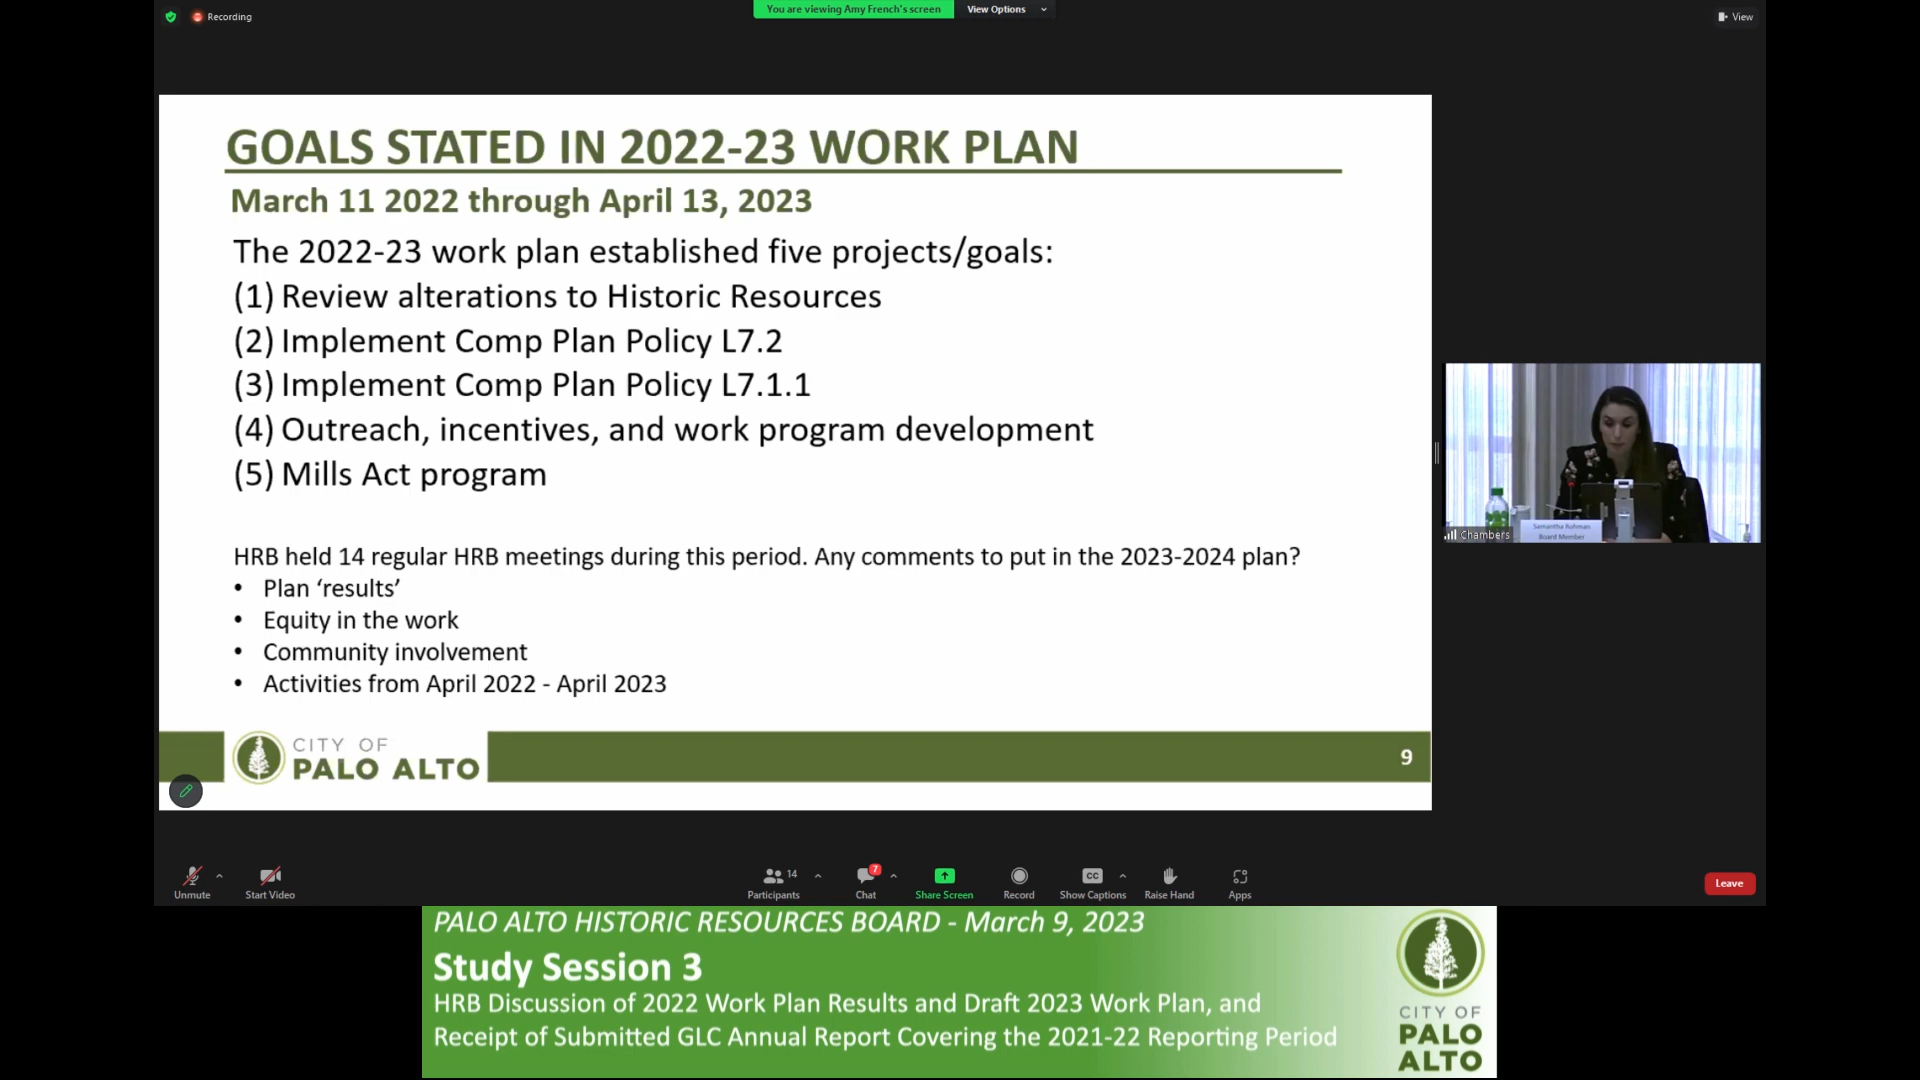 Recording
You are viewing Amy French's screen
View Options
View
GOALS STATED IN 2022-23 WORK PLAN
March 11 2022 through April 13, 2023
The 2022-23 work plan established five projects/goals:
(1) Review alterations to Historic Resources
(2) Implement Comp Plan Policy L7.2
(3) Implement Comp Plan Policy L7.1.1
(4) Outreach, incentives, and work program development
(5) Mills Act program
HRB held 14 regular HRB meetings during this period. Any comments to put in the 2023-2024 plan?
• Plan ‘results’
• Equity in the work
• Community involvement
• Activities from April 2022 - April 2023
CITY OF
PALO ALTO
9
Samantha Rohman
Board Member
Chambers
Unmute
Start Video
14
Participants
7
Chat
Share Screen
Record
CC
Show Captions
Raise Hand
Apps
Leave
PALO ALTO HISTORIC RESOURCES BOARD - March 9, 2023
Study Session 3
HRB Discussion of 2022 Work Plan Results and Draft 2023 Work Plan, and
Receipt of Submitted GLC Annual Report Covering the 2021-22 Reporting Period
CITY OF
PALO
ALTO